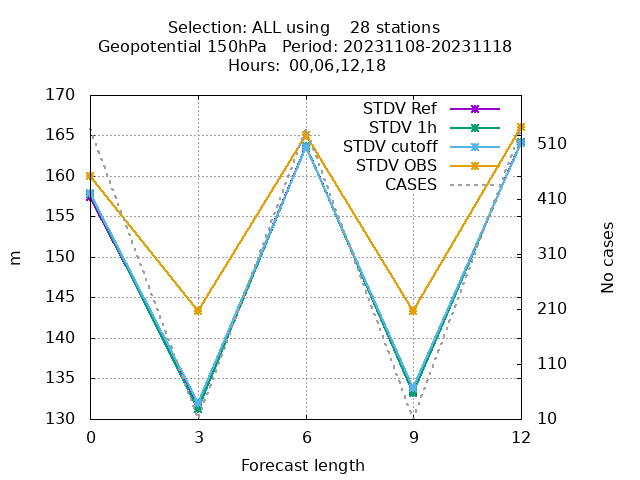 Selection: ALL using    28 stations
Geopotential 150hPa   Period: 20231108-20231118
Hours: 00,06,12,18
STDV Ref
STDV 1h
STDV cutoff
STDV OBS
CASES
170
165
160
155
150
145
140
135
130
m
510
410
310
210
110
10
No cases
0
3
6
9
12
Forecast length